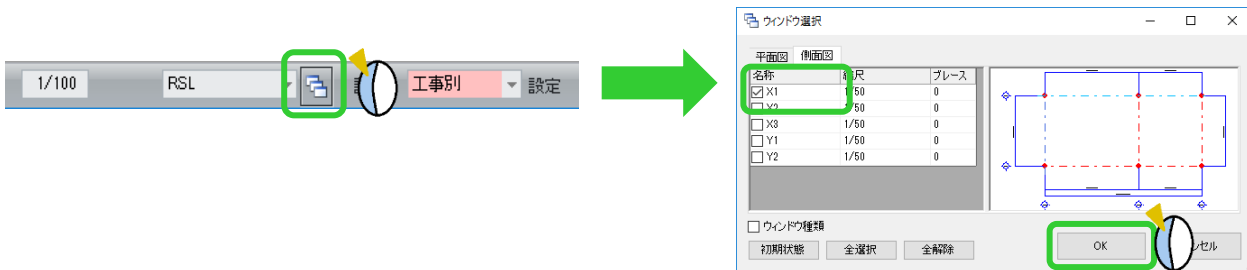 1/100
RSL
工事別
設定
ウィンドウ選択
平面図 側面図
名称 縮尺 ブレース
X1 1/50 0
X2 1/50 0
X3 1/50 0
Y1 1/50 0
Y2 1/50 0
ウィンドウ種類
初期状態 全選択 全解除
OK